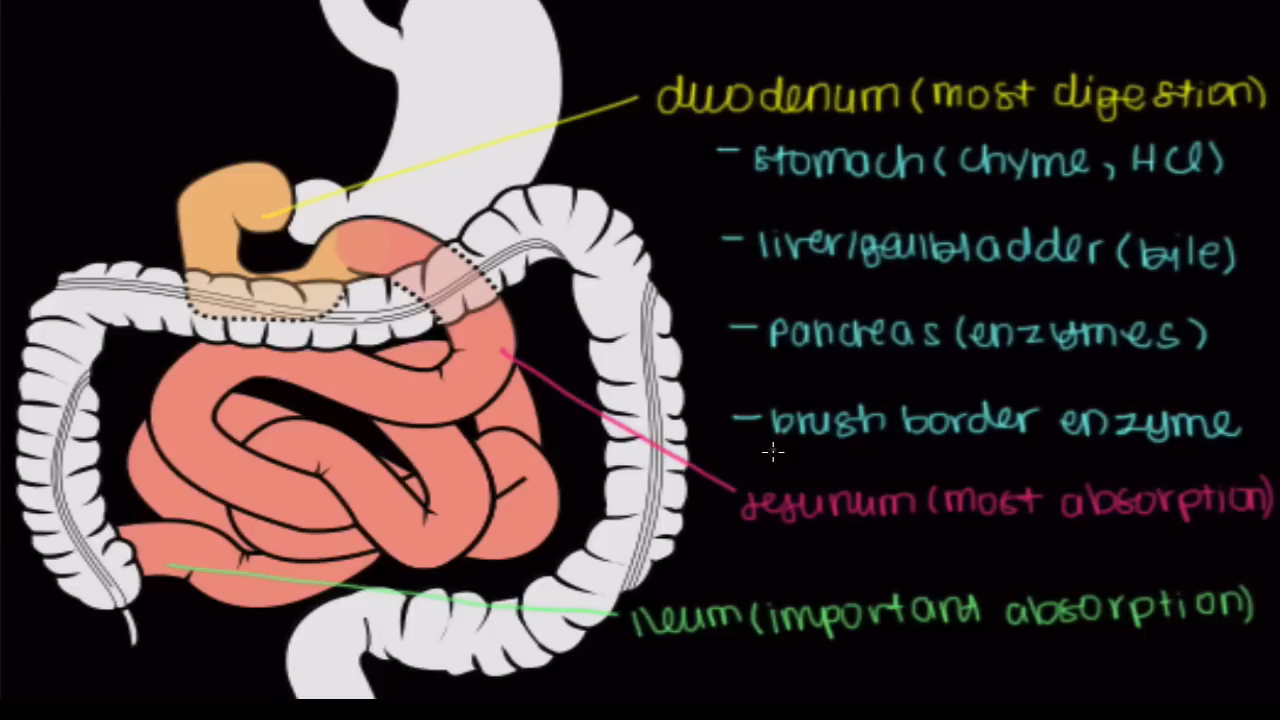 duodenum (most digestion)
- stomach (chyme, HCl)
- liver/gallbladder (bile)
- pancreas (enzymes)
- brush border enzyme
jejunum (most absorption)
ileum (important absorption)